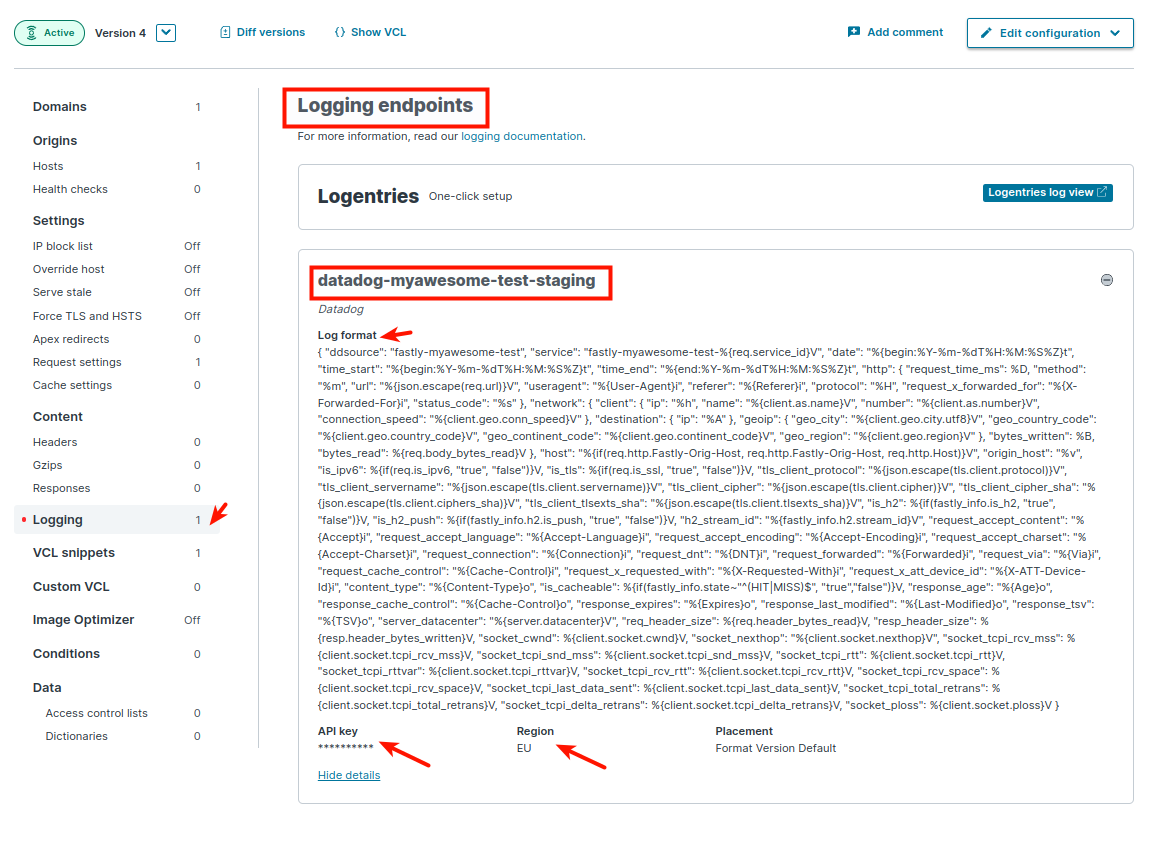 Active Version 4 Diff versions {} Show VCL Add comment Edit configuration
Domains 1
Origins
Hosts 1
Health checks 0
Settings
IP block list Off
Override host Off
Serve stale Off
Force TLS and HSTS Off
Apex redirects 0
Request settings 1
Cache settings 0
Content
Headers 0
Gzips 0
Responses 0
Logging 1
VCL snippets 1
Custom VCL 0
Image Optimizer Off
Conditions 0
Data
Access control lists 0
Dictionaries 0
Logging endpoints
For more information, read our logging documentation.
Logentries One-click setup Logentries log view
datadog-myawesome-test-staging
Datadog
Log format
{ "ddsource": "fastly-myawesome-test", "service": "fastly-myawesome-test-%{req.service_id}V", "date": "%{begin:%Y-%m-%dT%H:%M:%S%Z}t",
"time_start": "%{begin:%Y-%m-%dT%H:%M:%S%Z}t", "time_end": "%{end:%Y-%m-%dT%H:%M:%S%Z}t", "http": { "request_time_ms": %D, "method":
"%m", "url": "%{json.escape(req.url)}V", "useragent": "%{User-Agent}i", "referer": "%{Referer}i", "protocol": "%H", "request_x_forwarded_for": "%{X-
Forwarded-For}i", "status_code": "%s" }, "network": { "client": { "ip": "%h", "name": "%{client.as.name}V", "number": "%{client.as.number}V",
"connection_speed": "%{client.geo.conn_speed}V" }, "destination": { "ip": "%A" }, "geoip": { "geo_city": "%{client.geo.city.utf8}V", "geo_country_code":
"%{client.geo.country_code}V", "geo_continent_code": "%{client.geo.continent_code}V", "geo_region": "%{client.geo.region}V" }, "bytes_written": %B,
"bytes_read": %{req.body_bytes_read}V }, "host": "%{if(req.http.Fastly-Orig-Host, req.http.Fastly-Orig-Host, req.http.Host)}V", "origin_host": "%v",
"is_ipv6": %{if(req.is_ipv6, "true", "false")}V, "is_tls": %{if(req.is_ssl, "true", "false")}V, "tls_client_protocol": "%{json.escape(tls.client.protocol)}V",
"tls_client_servername": "%{json.escape(tls.client.servername)}V", "tls_client_cipher": "%{json.escape(tls.client.cipher)}V", "tls_client_cipher_sha": "%
{json.escape(tls.client.ciphers_sha)}V", "tls_client_tlsexts_sha": "%{json.escape(tls.client.tlsexts_sha)}V", "is_h2": %{if(fastly_info.is_h2, "true",
"false")}V, "is_h2_push": %{if(fastly_info.h2.is_push, "true", "false")}V, "h2_stream_id": "%{fastly_info.h2.stream_id}V", "request_accept_content": "%
{Accept}i", "request_accept_language": "%{Accept-Language}i", "request_accept_encoding": "%{Accept-Encoding}i", "request_accept_charset": "%
{Accept-Charset}i", "request_connection": "%{Connection}i", "request_dnt": "%{DNT}i", "request_forwarded": "%{Forwarded}i", "request_via": "%{Via}i",
"request_cache_control": "%{Cache-Control}i", "request_x_requested_with": "%{X-Requested-With}i", "request_x_att_device_id": "%{X-ATT-Device-
Id}i", "content_type": "%{Content-Type}o", "is_cacheable": %{if(fastly_info.state~"^(HIT|MISS)$", "true","false")}V, "response_age": "%{Age}o",
"response_cache_control": "%{Cache-Control}o", "response_expires": "%{Expires}o", "response_last_modified": "%{Last-Modified}o", "response_tsv":
"%{TSV}o", "server_datacenter": "%{server.datacenter}V", "req_header_size": %{req.header_bytes_read}V, "resp_header_size": %
{resp.header_bytes_written}V, "socket_cwnd": %{client.socket.cwnd}V, "socket_nexthop": "%{client.socket.nexthop}V", "socket_tcpi_rcv_mss": %
{client.socket.tcpi_rcv_mss}V, "socket_tcpi_snd_mss": %{client.socket.tcpi_snd_mss}V, "socket_tcpi_rtt": %{client.socket.tcpi_rtt}V,
"socket_tcpi_rttvar": %{client.socket.tcpi_rttvar}V, "socket_tcpi_rcv_rtt": %{client.socket.tcpi_rcv_rtt}V, "socket_tcpi_rcv_space": %
{client.socket.tcpi_rcv_space}V, "socket_tcpi_last_data_sent": %{client.socket.tcpi_last_data_sent}V, "socket_tcpi_total_retrans": %
{client.socket.tcpi_total_retrans}V, "socket_tcpi_delta_retrans": %{client.socket.tcpi_delta_retrans}V, "socket_ploss": %{client.socket.ploss}V }
API key Region Placement
********** EU Format Version Default
Hide details